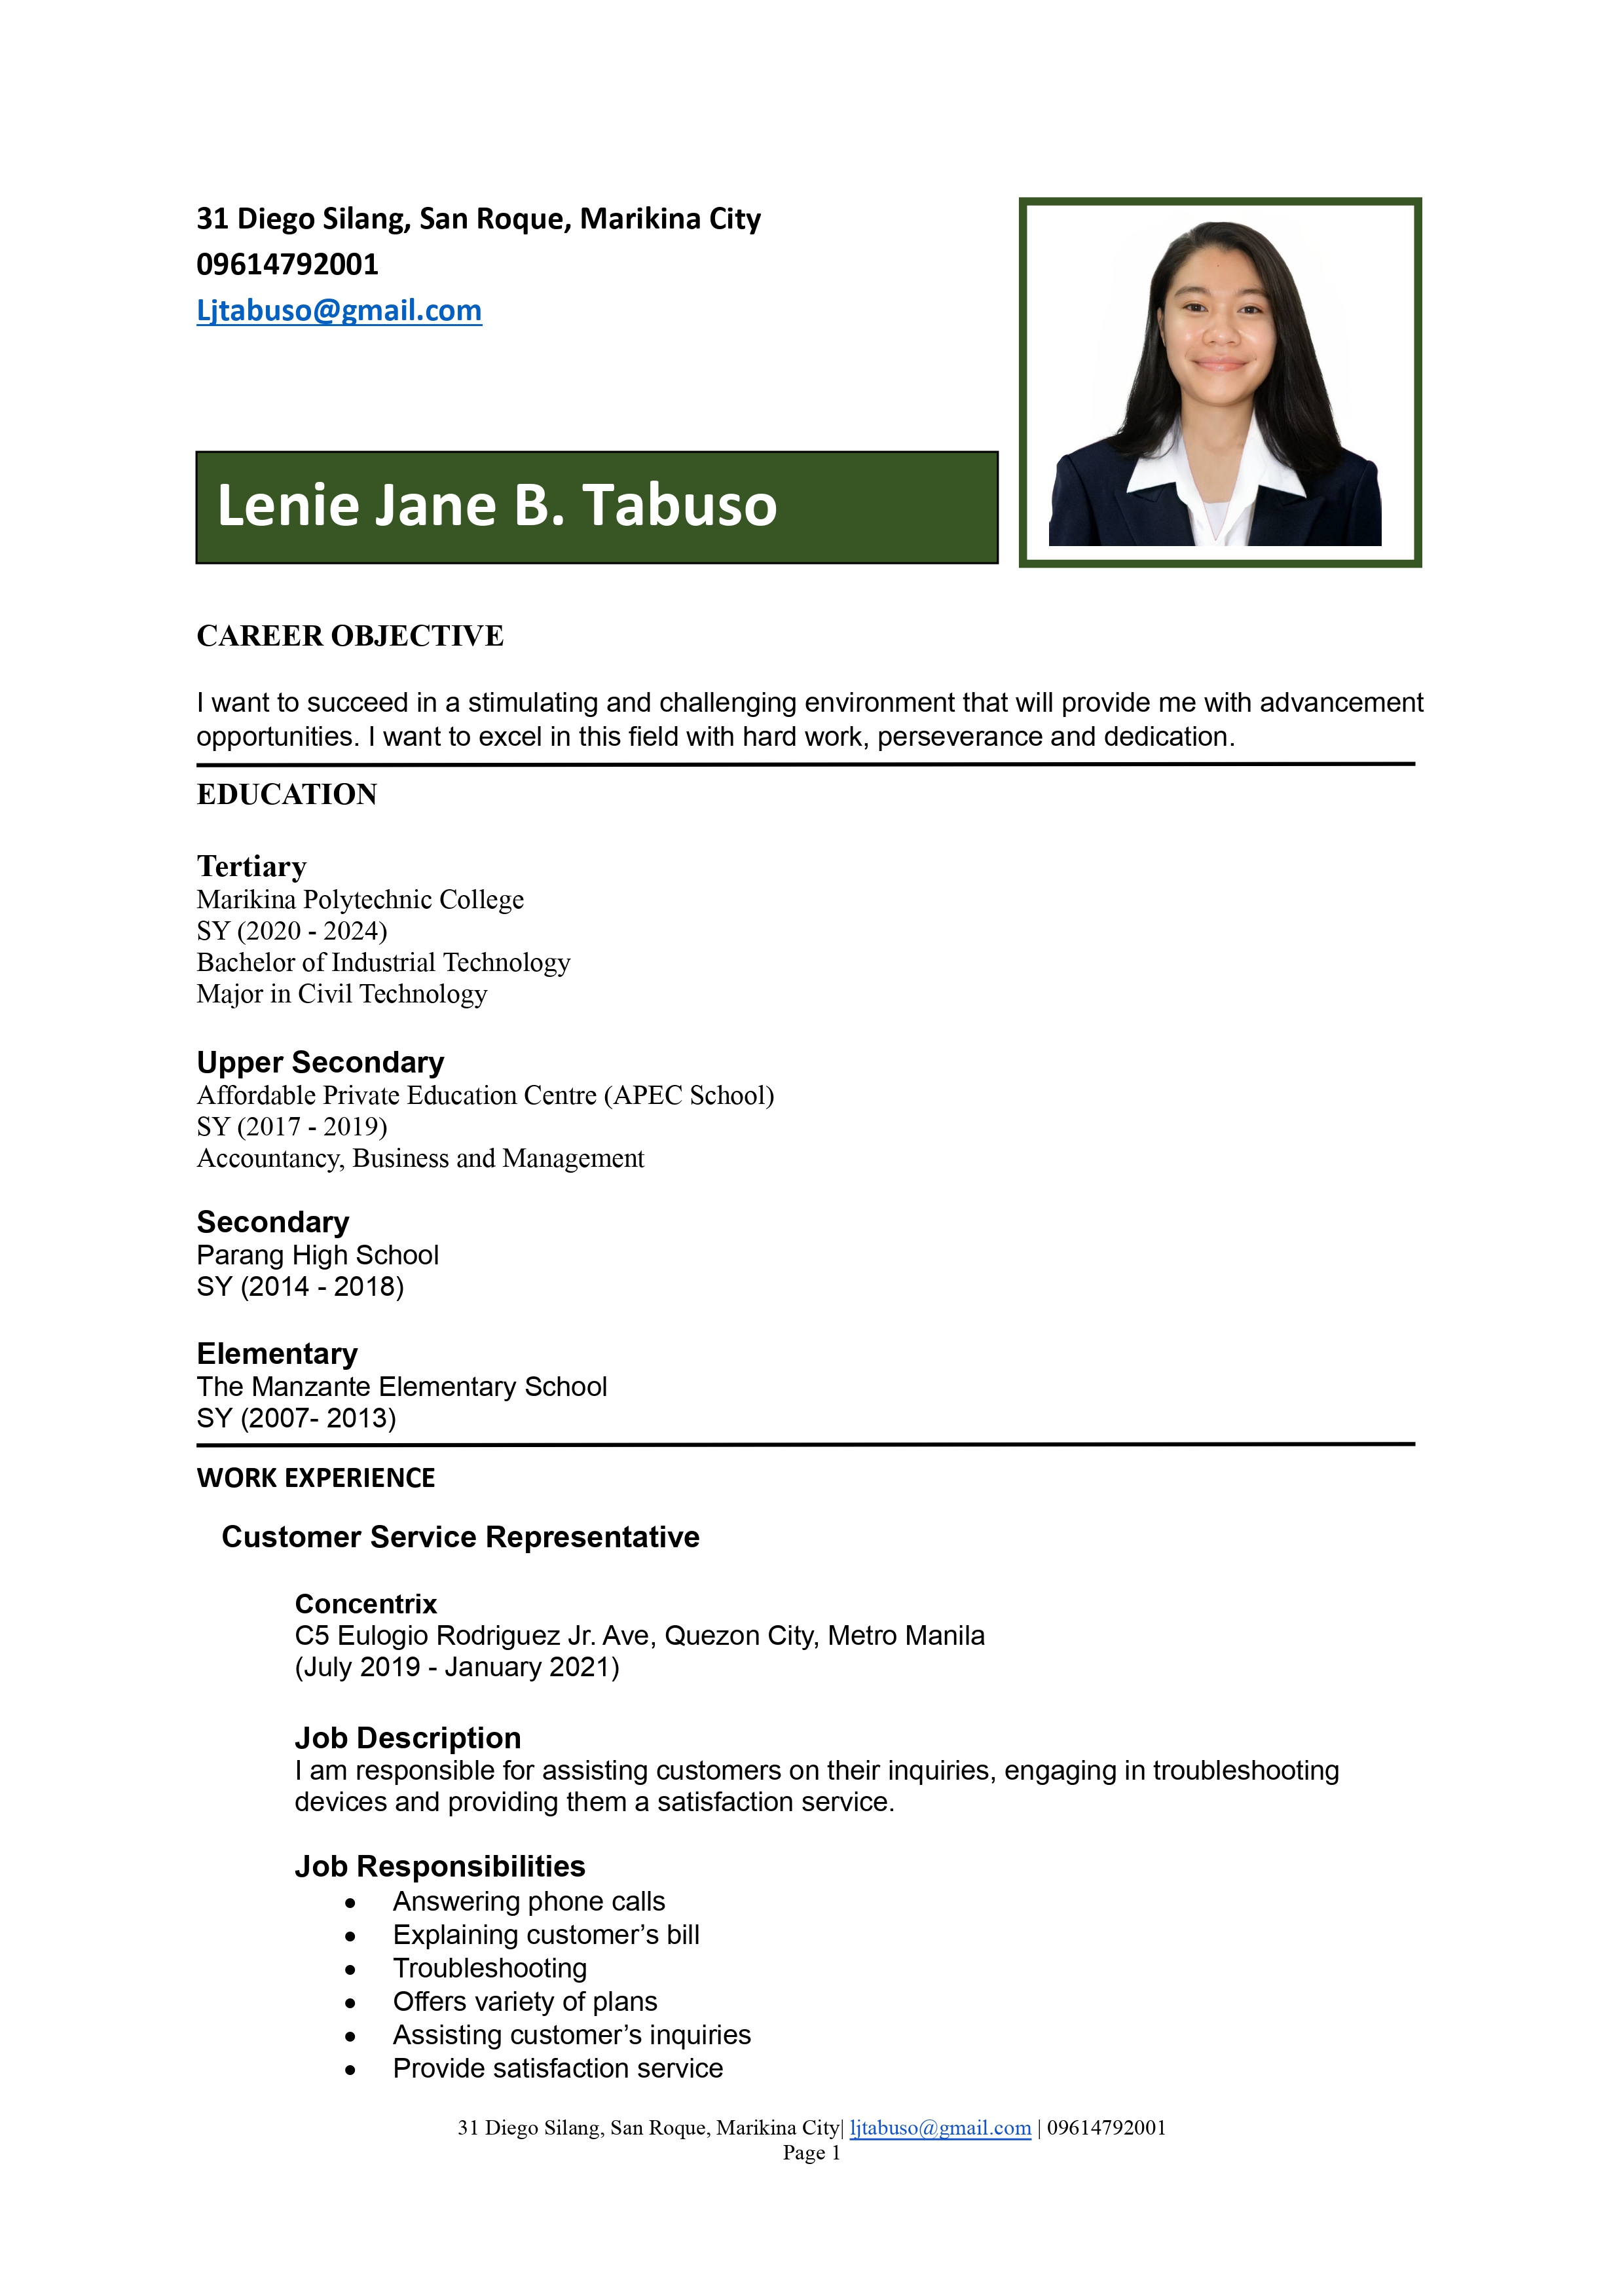 31 Diego Silang, San Roque, Marikina City
09614792001
Ljtabuso@gmail.com
Lenie Jane B. Tabuso
CAREER OBJECTIVE
I want to succeed in a stimulating and challenging environment that will provide me with advancement
opportunities. I want to excel in this field with hard work, perseverance and dedication.
EDUCATION
Tertiary
Marikina Polytechnic College
SY (2020 - 2024)
Bachelor of Industrial Technology
Major in Civil Technology
Upper Secondary
Affordable Private Education Centre (APEC School)
SY (2017 - 2019)
Accountancy, Business and Management
Secondary
Parang High School
SY (2014 - 2018)
Elementary
The Manzante Elementary School
SY (2007- 2013)
WORK EXPERIENCE
Customer Service Representative
Concentrix
C5 Eulogio Rodriguez Jr. Ave, Quezon City, Metro Manila
(July 2019 - January 2021)
Job Description
I am responsible for assisting customers on their inquiries, engaging in troubleshooting
devices and providing them a satisfaction service.
Job Responsibilities
• Answering phone calls
• Explaining customer’s bill
• Troubleshooting
• Offers variety of plans
• Assisting customer’s inquiries
• Provide satisfaction service
31 Diego Silang, San Roque, Marikina City| ljtabuso@gmail.com | 09614792001
Page 1